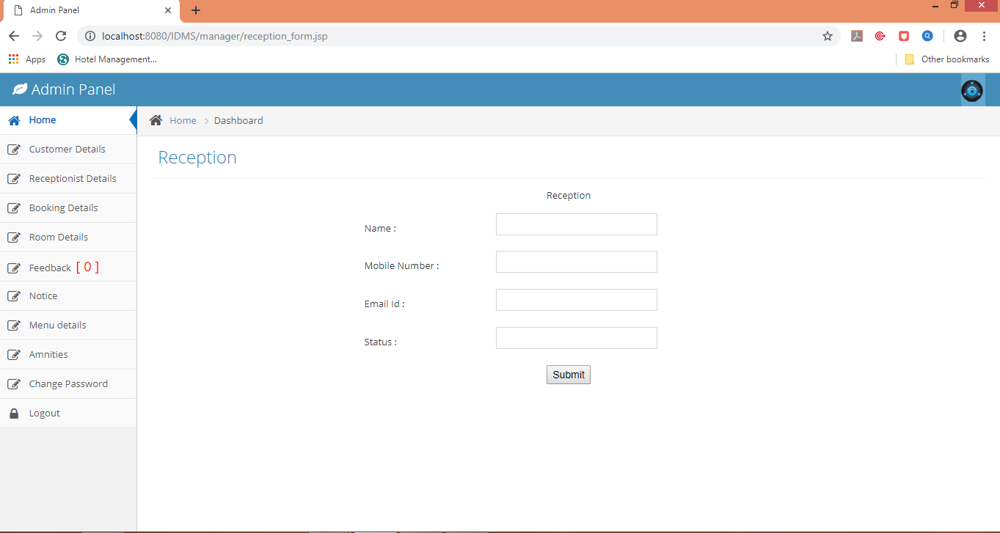 Admin Panel
localhost:8080/IDMS/manager/reception_form.jsp
Apps Hotel Management... Other bookmarks
Admin Panel
Home
Customer Details
Receptionist Details
Booking Details
Room Details
Feedback [ 0 ]
Notice
Menu details
Amnities
Change Password
Logout
Home > Dashboard
Reception
Reception
Name :
Mobile Number :
Email Id :
Status :
Submit